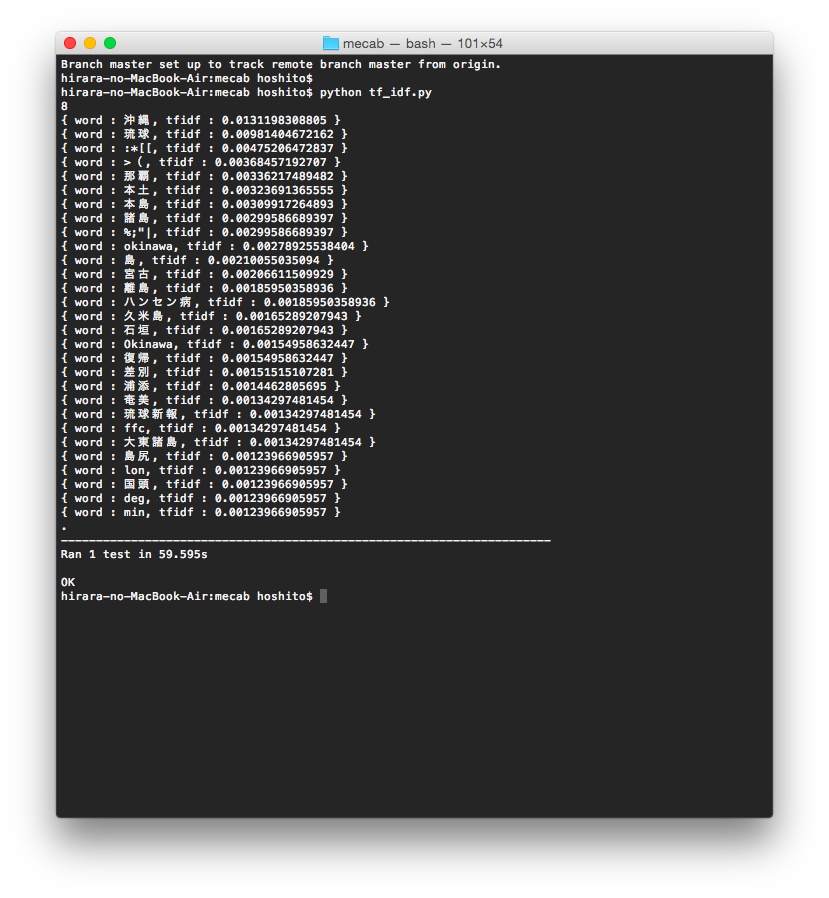 mecab — bash — 101×54
Branch master set up to track remote branch master from origin.
hirara-no-MacBook-Air:mecab hoshito$
hirara-no-MacBook-Air:mecab hoshito$ python tf_idf.py
8
{ word : 沖縄, tfidf : 0.0131198308805 }
{ word : 琉球, tfidf : 0.00981404672162 }
{ word : :*[[, tfidf : 0.00475206472837 }
{ word : >（, tfidf : 0.00368457192707 }
{ word : 那覇, tfidf : 0.00336217489482 }
{ word : 本土, tfidf : 0.00323691365555 }
{ word : 本島, tfidf : 0.00309917264893 }
{ word : 諸島, tfidf : 0.00299586689397 }
{ word : %;"|, tfidf : 0.00299586689397 }
{ word : okinawa, tfidf : 0.00278925538404 }
{ word : 島, tfidf : 0.00210055035094 }
{ word : 宮古, tfidf : 0.00206611509929 }
{ word : 離島, tfidf : 0.00185950358936 }
{ word : ハンセン病, tfidf : 0.00185950358936 }
{ word : 久米島, tfidf : 0.00165289207943 }
{ word : 石垣, tfidf : 0.00165289207943 }
{ word : Okinawa, tfidf : 0.00154958632447 }
{ word : 復帰, tfidf : 0.00154958632447 }
{ word : 差別, tfidf : 0.00151515107281 }
{ word : 浦添, tfidf : 0.0014462805695 }
{ word : 奄美, tfidf : 0.00134297481454 }
{ word : 琉球新報, tfidf : 0.00134297481454 }
{ word : ffc, tfidf : 0.00134297481454 }
{ word : 大東諸島, tfidf : 0.00134297481454 }
{ word : 島尻, tfidf : 0.00123966905957 }
{ word : lon, tfidf : 0.00123966905957 }
{ word : 国頭, tfidf : 0.00123966905957 }
{ word : deg, tfidf : 0.00123966905957 }
{ word : min, tfidf : 0.00123966905957 }
.
----------------------------------------------------------------------
Ran 1 test in 59.595s
OK
hirara-no-MacBook-Air:mecab hoshito$